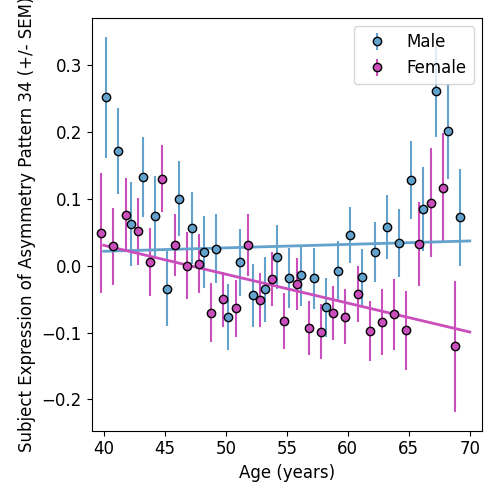 Subject Expression of Asymmetry Pattern 34 (+/- SEM)
Male
Female
0.3
0.2
0.1
0.0
−0.1
−0.2
40 45 50 55 60 65 70
Age (years)